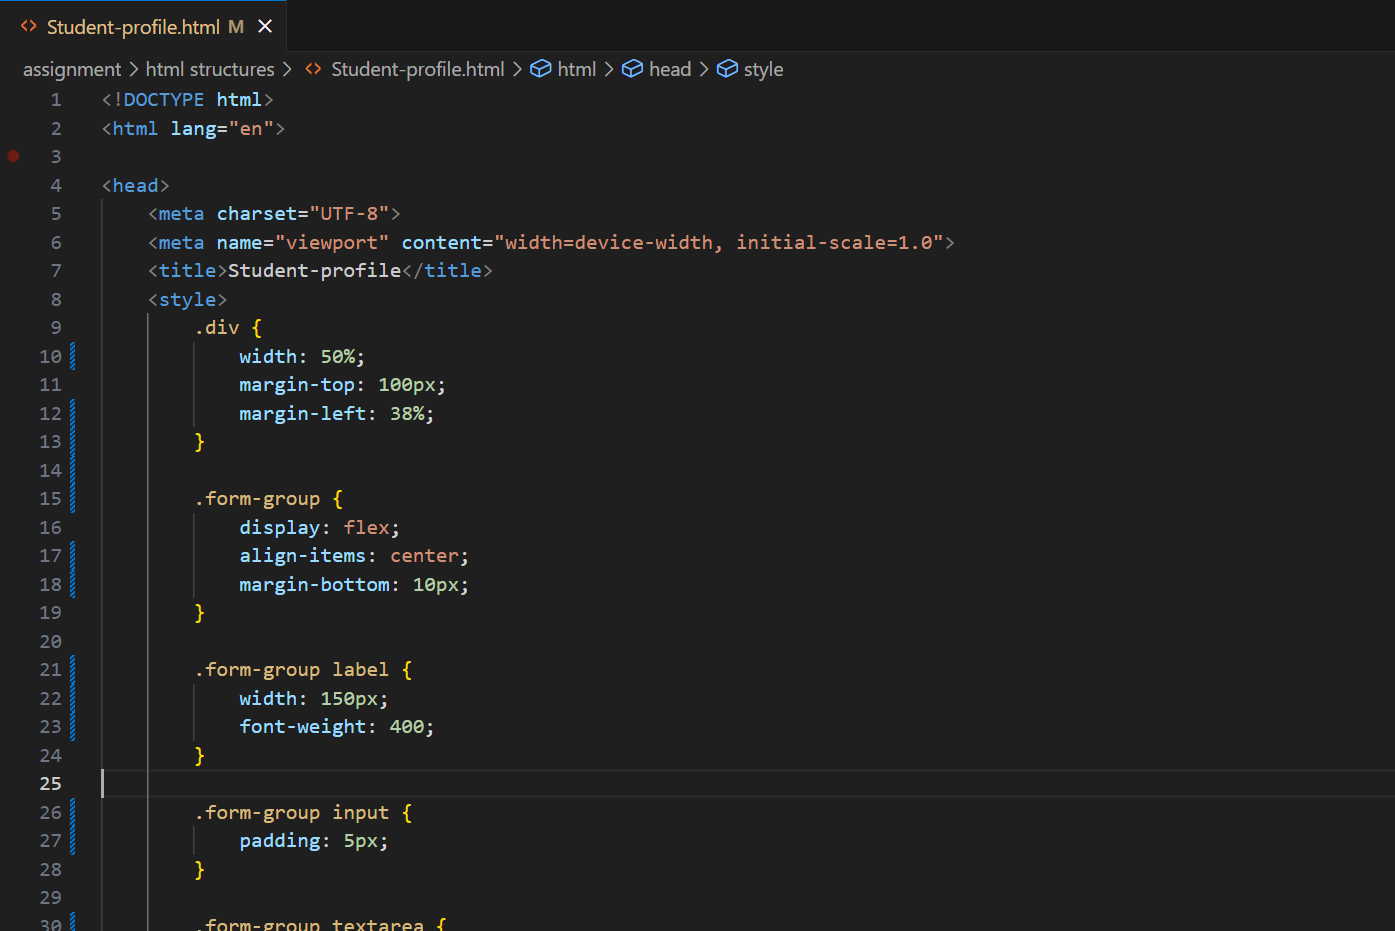 Student-profile.html M
assignment > html structures > Student-profile.html > html > head > style
1 <!DOCTYPE html>
2 <html lang="en">
3
4 <head>
5 <meta charset="UTF-8">
6 <meta name="viewport" content="width=device-width, initial-scale=1.0">
7 <title>Student-profile</title>
8 <style>
9 .div {
10 width: 50%;
11 margin-top: 100px;
12 margin-left: 38%;
13 }
14
15 .form-group {
16 display: flex;
17 align-items: center;
18 margin-bottom: 10px;
19 }
20
21 .form-group label {
22 width: 150px;
23 font-weight: 400;
24 }
25
26 .form-group input {
27 padding: 5px;
28 }
29
30 .form-group textarea {